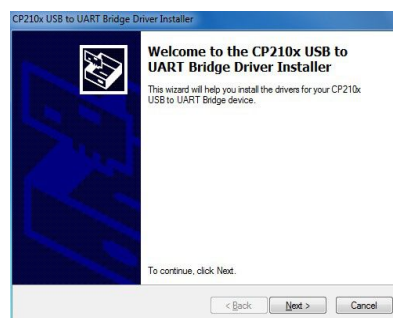 CP210x USB to UART Bridge Driver Installer
Welcome to the CP210x USB to
UART Bridge Driver Installer
This wizard will help you install the drivers for your CP210x
USB to UART Bridge device.
To continue, click Next.
< Back Next > Cancel